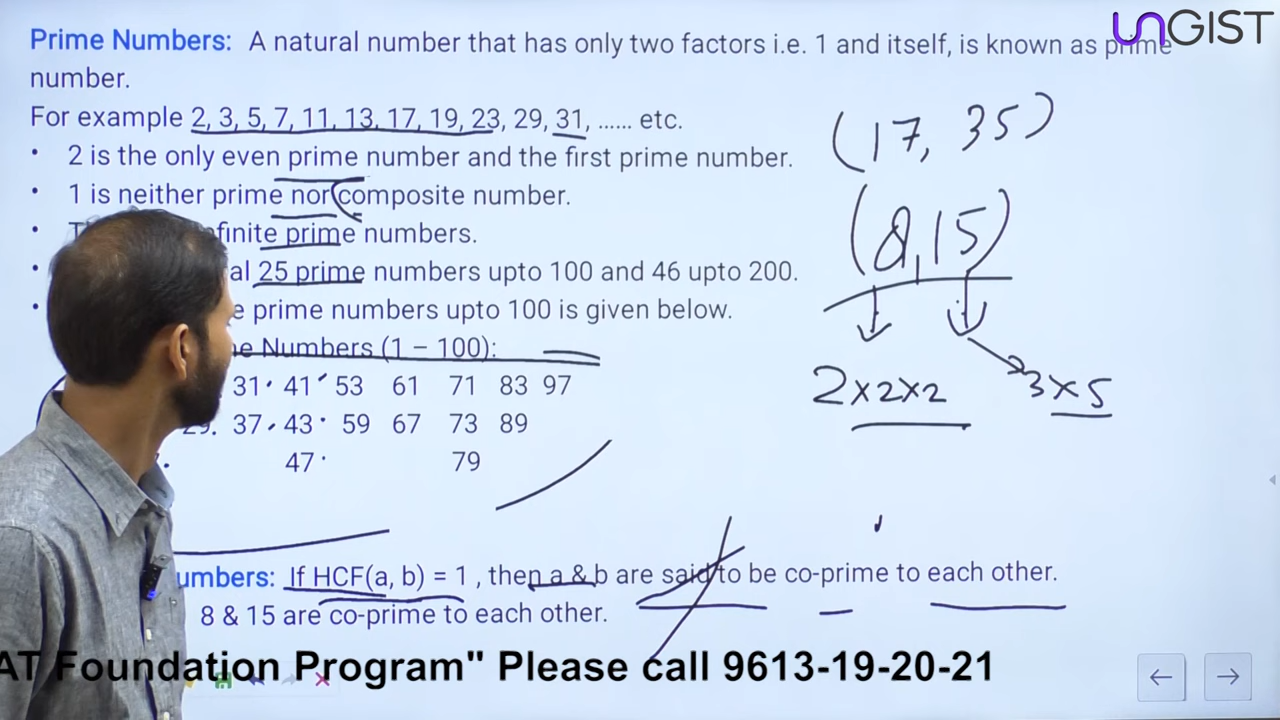 UNGIST
Prime Numbers: A natural number that has only two factors i.e. 1 and itself, is known as prime
number.
For example 2, 3, 5, 7, 11, 13, 17, 19, 23, 29, 31, ...... etc.
(17, 35)
• 2 is the only even prime number and the first prime number.
• 1 is neither prime nor composite number.
(8, 15)
prime numbers.
25 prime numbers upto 100 and 46 upto 200.
prime numbers upto 100 is given below.
Numbers (1 – 100):
31 41 53 61 71 83 97
2×2×2 3×5
29 37 43 59 67 73 89
47 79
If HCF(a, b) = 1 , then a & b are said to be co-prime to each other.
8 & 15 are co-prime to each other.
Foundation Program" Please call 9613-19-20-21
← →